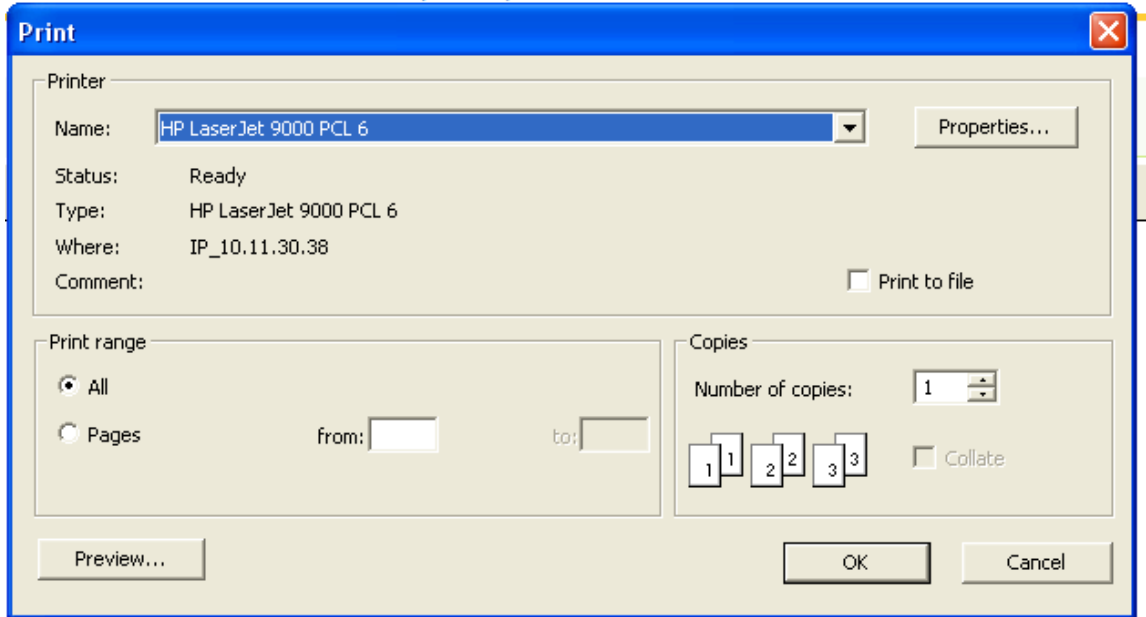 Print
Printer
Name: HP LaserJet 9000 PCL 6 Properties...
Status: Ready
Type: HP LaserJet 9000 PCL 6
Where: IP_10.11.30.38
Comment: Print to file
Print range
All
Pages from: to:
Copies
Number of copies: 1
1 1 2 2 3 3 Collate
Preview... OK Cancel